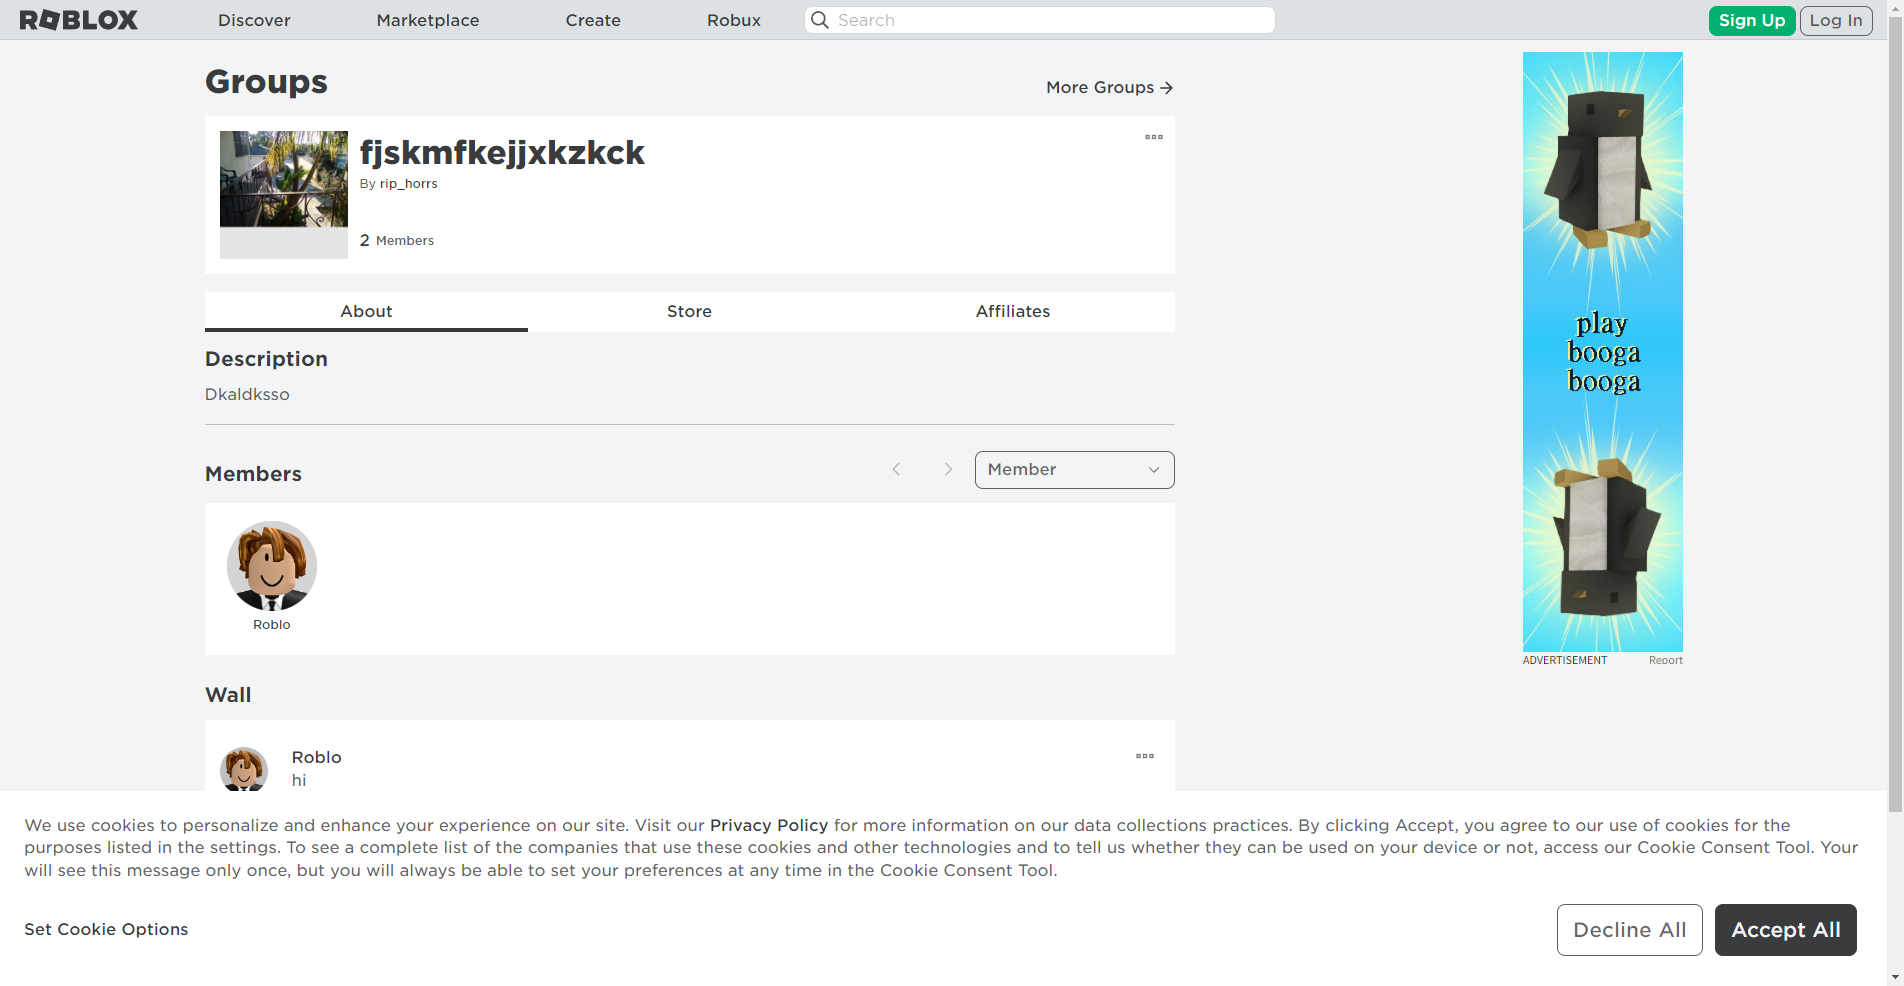 ROBLOX
Discover
Marketplace
Create
Robux
Search
Sign Up
Log In
Groups
More Groups
fjskmfkejjxkzkck
By rip_horrs
2 Members
About
Store
Affiliates
Description
Dkaldksso
Members
Member
Roblo
Wall
Roblo
hi
play
booga
booga
ADVERTISEMENT
Report
We use cookies to personalize and enhance your experience on our site. Visit our Privacy Policy for more information on our data collections practices. By clicking Accept, you agree to our use of cookies for the
purposes listed in the settings. To see a complete list of the companies that use these cookies and other technologies and to tell us whether they can be used on your device or not, access our Cookie Consent Tool. Your
will see this message only once, but you will always be able to set your preferences at any time in the Cookie Consent Tool.
Set Cookie Options
Decline All
Accept All